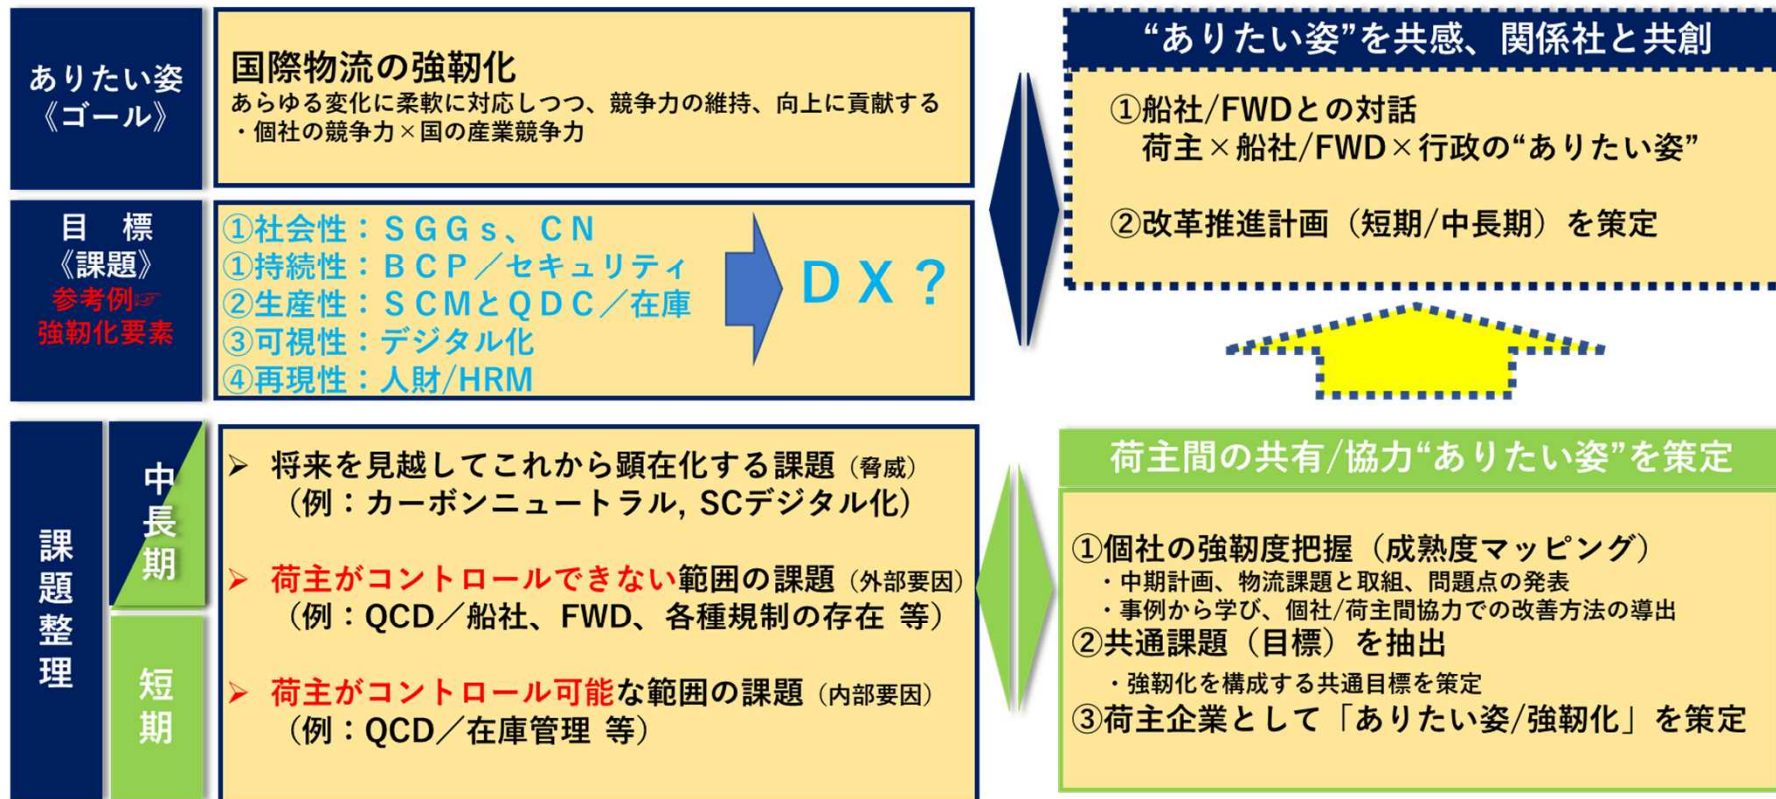 ありたい姿
《ゴール》
国際物流の強靭化
あらゆる変化に柔軟に対応しつつ、競争力の維持、向上に貢献する
・個社の競争力×国の産業競争力
目　標
《課題》
参考例☞
強靭化要素
①社会性：ＳＧＧｓ、ＣＮ
①持続性：ＢＣＰ／セキュリティ
②生産性：ＳＣＭとＱＤＣ／在庫
③可視性：デジタル化
④再現性：人財/HRM
ＤＸ？
“ありたい姿”を共感、関係社と共創
①船社/FWDとの対話
荷主×船社/FWD×行政の“ありたい姿”
②改革推進計画（短期/中長期）を策定
課題整理
中長期
短期
➢ 将来を見越してこれから顕在化する課題（脅威）
（例：カーボンニュートラル, SCデジタル化）
➢ 荷主がコントロールできない範囲の課題（外部要因）
（例：QCD／船社、FWD、各種規制の存在 等）
➢ 荷主がコントロール可能な範囲の課題（内部要因）
（例：QCD／在庫管理 等）
荷主間の共有/協力“ありたい姿”を策定
①個社の強靭度把握（成熟度マッピング）
・中期計画、物流課題と取組、問題点の発表
・事例から学び、個社/荷主間協力での改善方法の導出
②共通課題（目標）を抽出
・強靭化を構成する共通目標を策定
③荷主企業として「ありたい姿/強靭化」を策定